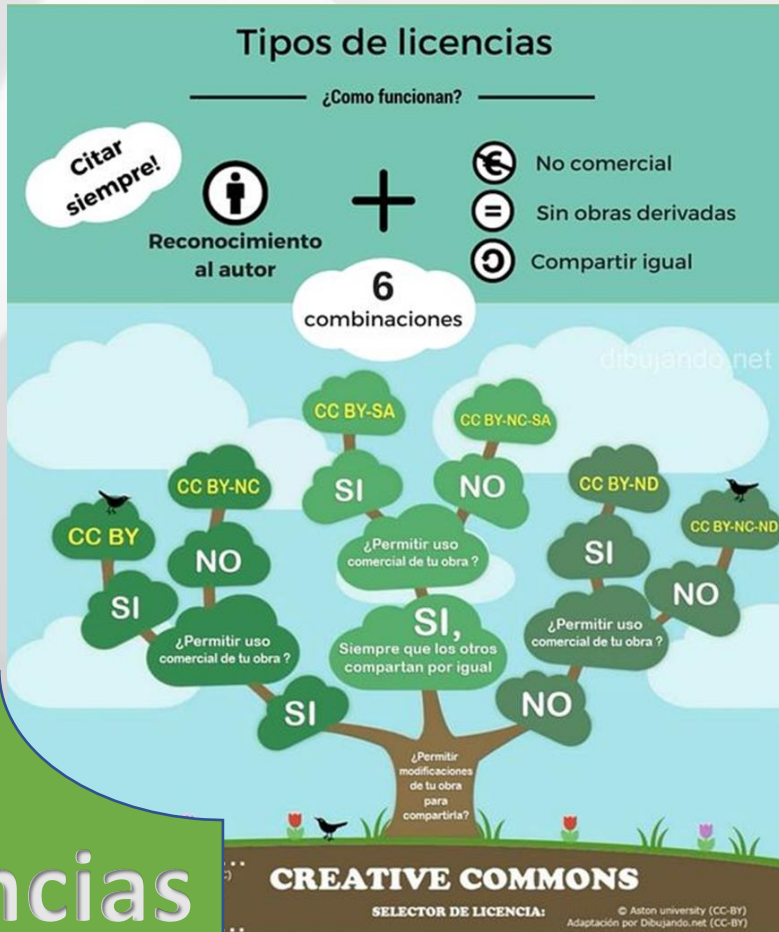 Tipos de licencias
¿Como funcionan?
Citar
siempre!
Reconocimiento
al autor
+
No comercial
Sin obras derivadas
Compartir igual
6
combinaciones
dibujando.net
CC BY-SA
CC BY-NC-SA
CC BY-NC
SI
NO
CC BY-ND
CC BY
CC BY-NC-ND
NO
¿Permitir uso
comercial de tu obra ?
SI
SI
NO
¿Permitir uso
comercial de tu obra ?
SI,
Siempre que los otros
compartan por igual
¿Permitir uso
comercial de tu obra ?
SI
NO
¿Permitir
modificaciones
de tu obra
para
compartirla?
ncias
CREATIVE COMMONS
SELECTOR DE LICENCIA:
© Aston university (CC-BY)
Adaptación por Dibujando.net (CC-BY)